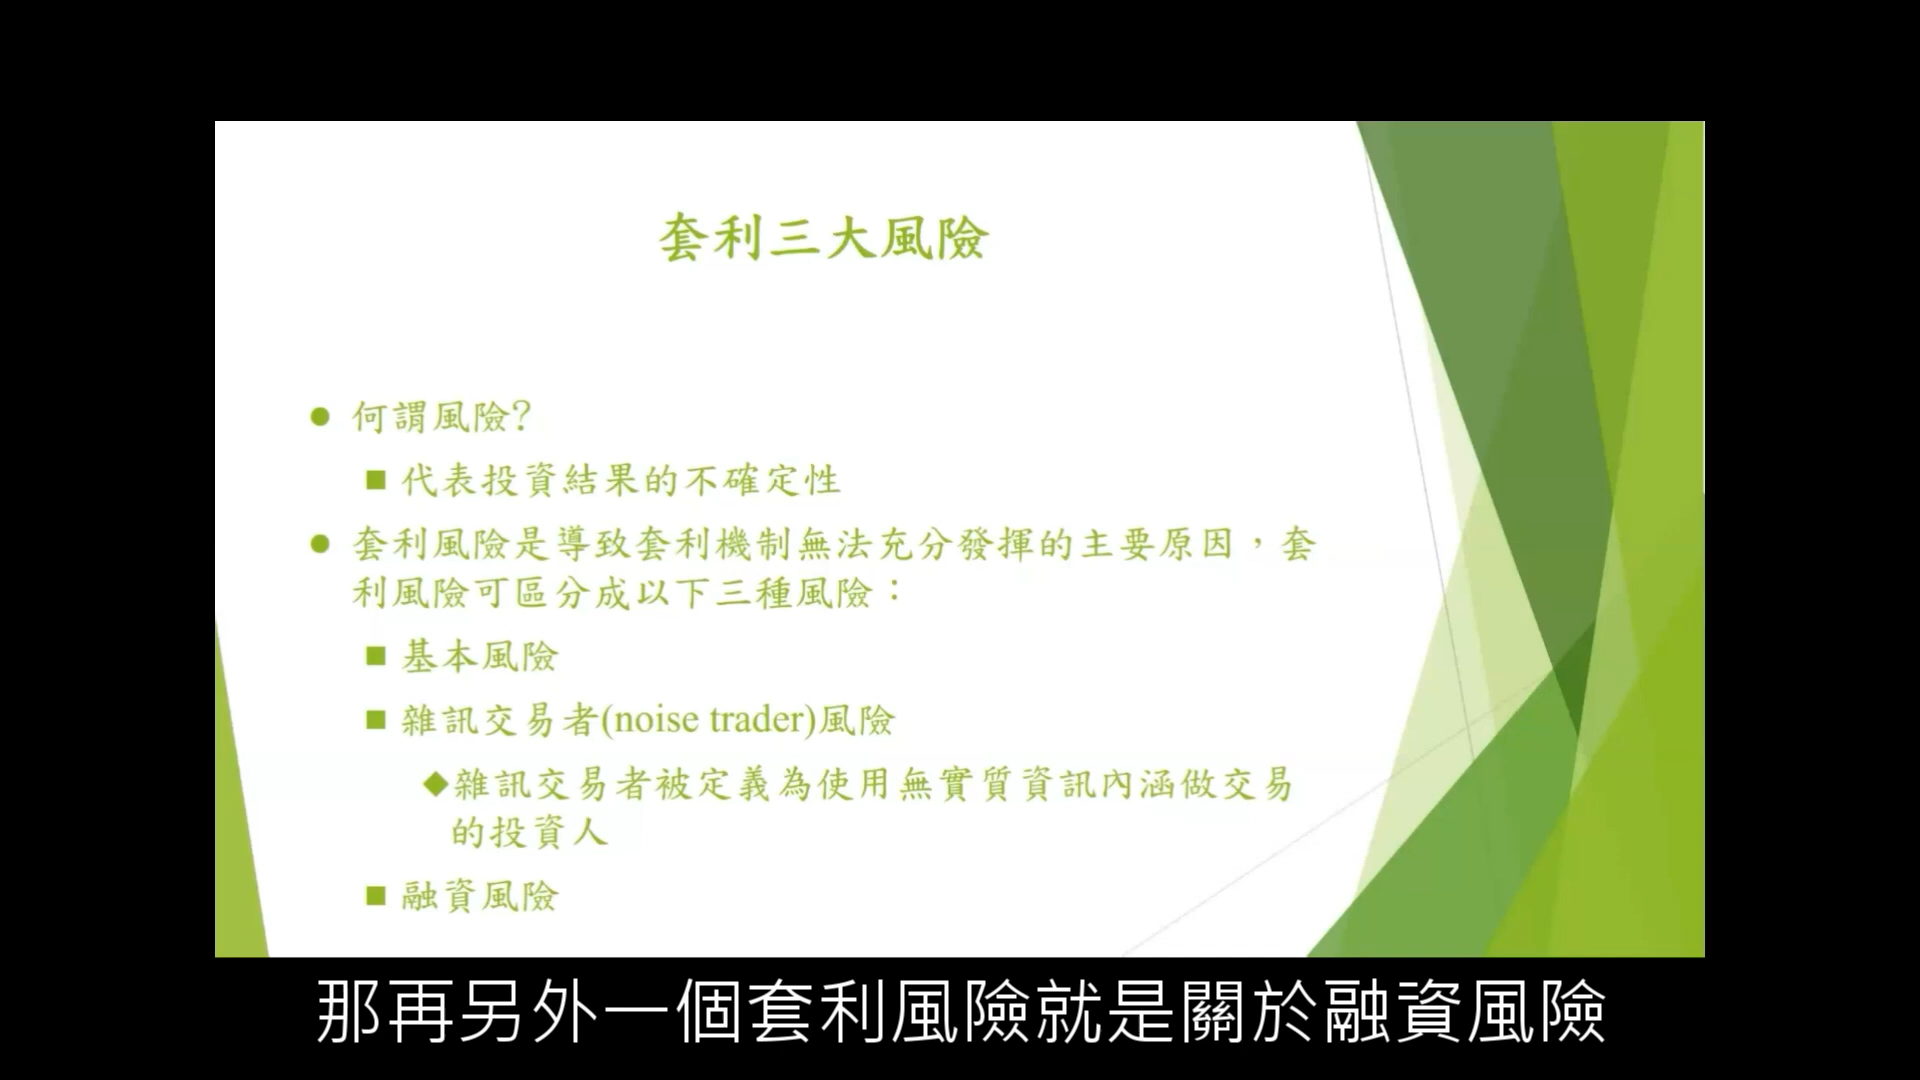 套利三大風險
● 何謂風險?
■ 代表投資結果的不確定性
● 套利風險是導致套利機制無法充分發揮的主要原因，套
利風險可區分成以下三種風險：
■ 基本風險
■ 雜訊交易者(noise trader)風險
◆雜訊交易者被定義為使用無實質資訊內涵做交易
的投資人
■ 融資風險
那再另外一個套利風險就是關於融資風險